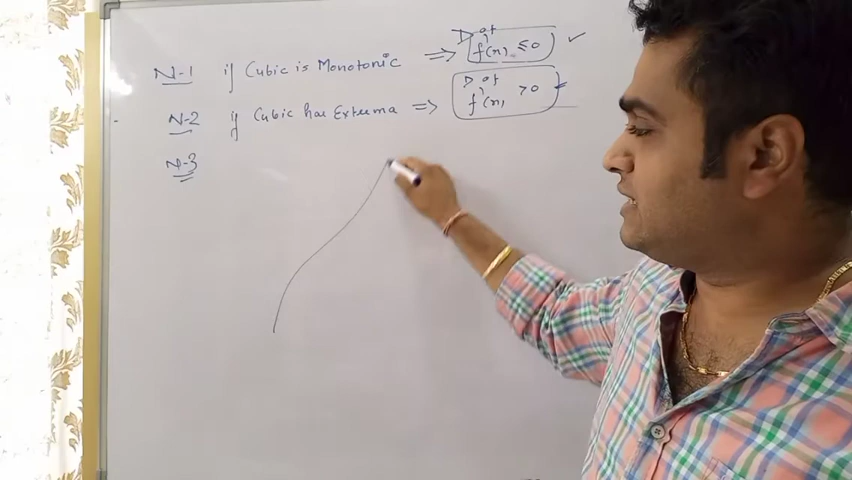 N-1 if Cubic is Monotonic ⇒ D of f'(x) ≤ 0 ✓
N-2 if Cubic has Extrema ⇒ D of f'(x) > 0
N-3